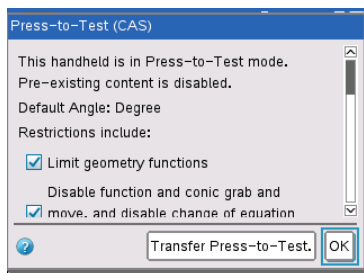 Press-to-Test (CAS)
This handheld is in Press-to-Test mode.
Pre-existing content is disabled.
Default Angle: Degree
Restrictions include:
Limit geometry functions
Disable function and conic grab and
move, and disable change of equation
?
Transfer Press-to-Test.
OK